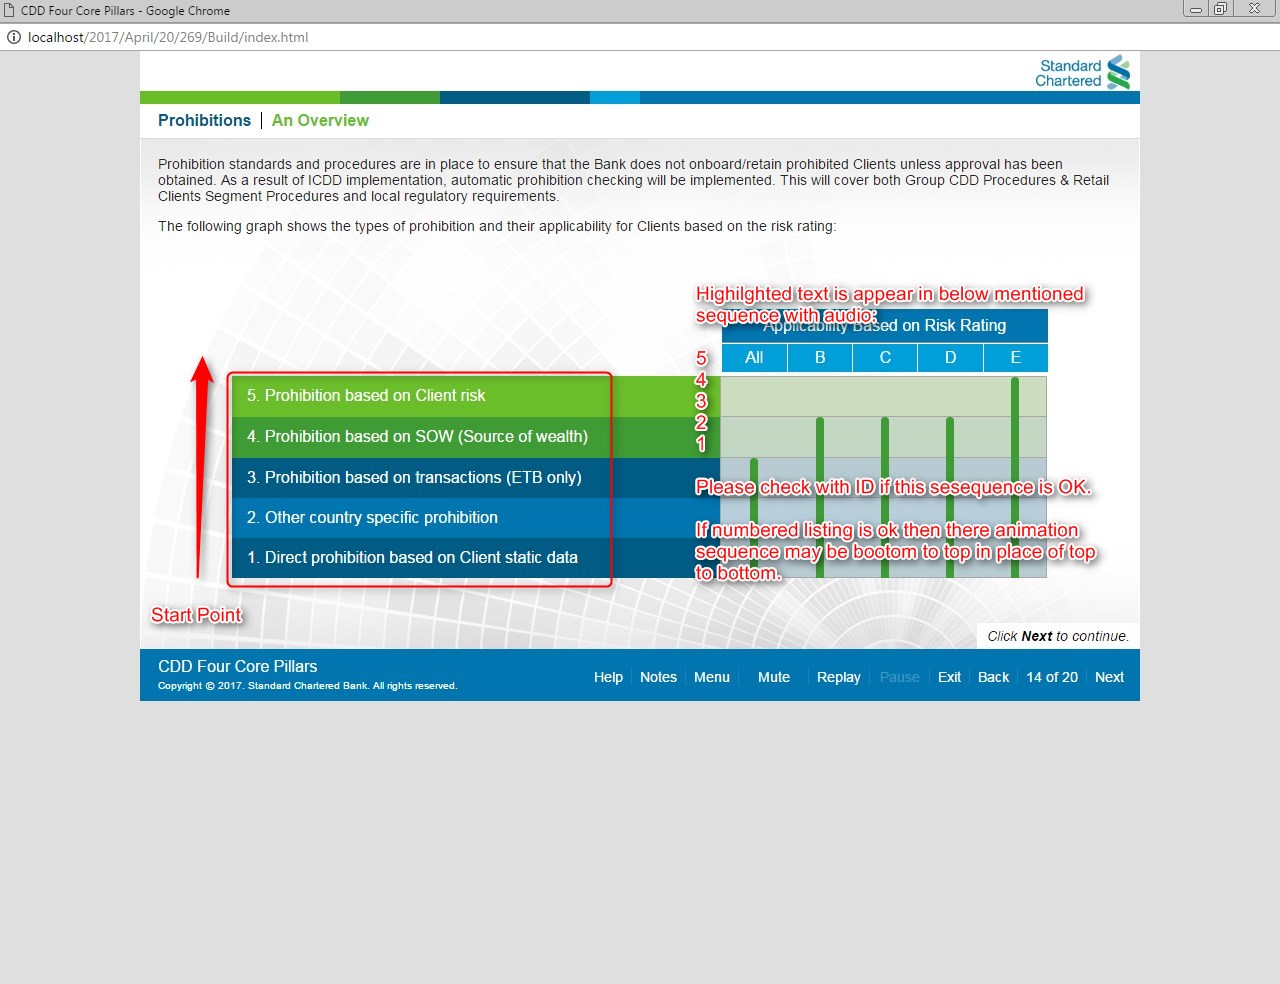 CDD Four Core Pillars - Google Chrome
localhost/2017/April/20/269/Build/index.html
Standard
Chartered
Prohibitions | An Overview
Prohibition standards and procedures are in place to ensure that the Bank does not onboard/retain prohibited Clients unless approval has been
obtained. As a result of ICDD implementation, automatic prohibition checking will be implemented. This will cover both Group CDD Procedures & Retail
Clients Segment Procedures and local regulatory requirements.
The following graph shows the types of prohibition and their applicability for Clients based on the risk rating:
Highilghted text is appear in below mentioned
sequence with audio:
Applicability Based on Risk Rating
All B C D E
5
4
3
2
1
5. Prohibition based on Client risk
4. Prohibition based on SOW (Source of wealth)
3. Prohibition based on transactions (ETB only)
2. Other country specific prohibition
1. Direct prohibition based on Client static data
Please check with ID if this sesequence is OK.
If numbered listing is ok then there animation
sequence may be bootom to top in place of top
to bottom.
Start Point
Click Next to continue.
CDD Four Core Pillars
Copyright © 2017. Standard Chartered Bank. All rights reserved.
Help Notes Menu Mute Replay Pause Exit Back 14 of 20 Next